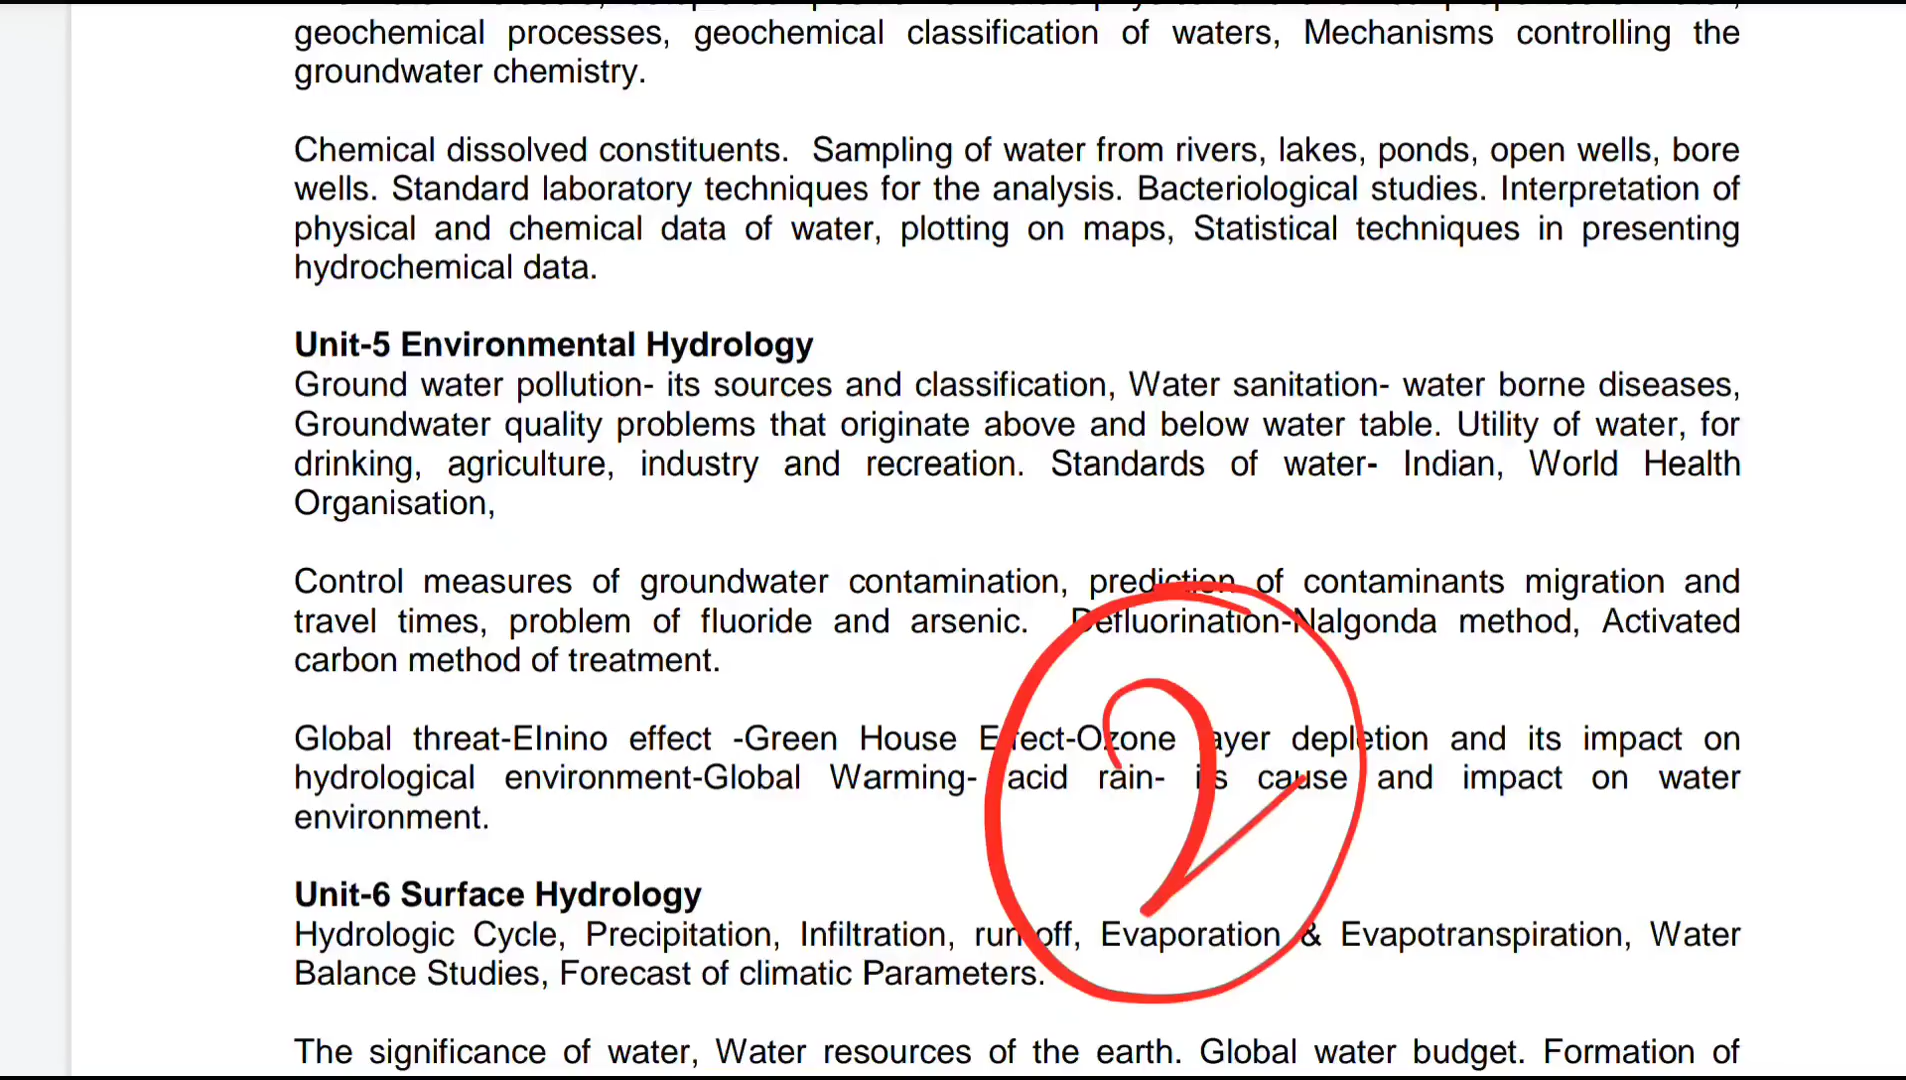 geochemical processes, geochemical classification of waters, Mechanisms controlling the
groundwater chemistry.
Chemical dissolved constituents. Sampling of water from rivers, lakes, ponds, open wells, bore
wells. Standard laboratory techniques for the analysis. Bacteriological studies. Interpretation of
physical and chemical data of water, plotting on maps, Statistical techniques in presenting
hydrochemical data.
Unit-5 Environmental Hydrology
Ground water pollution- its sources and classification, Water sanitation- water borne diseases,
Groundwater quality problems that originate above and below water table. Utility of water, for
drinking, agriculture, industry and recreation. Standards of water- Indian, World Health
Organisation,
Control measures of groundwater contamination, prediction of contaminants migration and
travel times, problem of fluoride and arsenic. Defluorination-Nalgonda method, Activated
carbon method of treatment.
Global threat-Elnino effect -Green House Effect-Ozone layer depletion and its impact on
hydrological environment-Global Warming- acid rain- its cause and impact on water
environment.
2
Unit-6 Surface Hydrology
Hydrologic Cycle, Precipitation, Infiltration, run off, Evaporation & Evapotranspiration, Water
Balance Studies, Forecast of climatic Parameters.
The significance of water, Water resources of the earth. Global water budget. Formation of